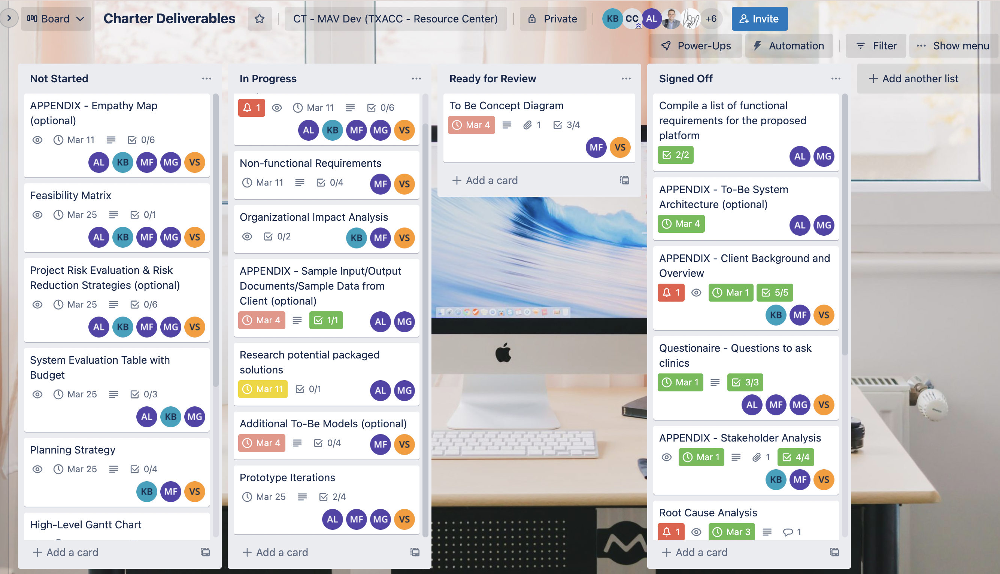 Board
Charter Deliverables
CT - MAV Dev (TXACC - Resource Center)
Private
KB CC AL +6
Invite
Power-Ups
Automation
Filter
Show menu
Not Started
APPENDIX - Empathy Map
(optional)
Mar 11 0/6
AL KB MF MG VS
Feasibility Matrix
Mar 25 0/1
AL KB MF MG VS
Project Risk Evaluation & Risk
Reduction Strategies (optional)
Mar 25 0/6
AL KB MF MG VS
System Evaluation Table with
Budget
Mar 25 0/3
AL KB MG
Planning Strategy
Mar 25 0/4
KB MF VS
High-Level Gantt Chart
Add a card
In Progress
1 Mar 11 0/6
AL KB MF MG VS
Non-functional Requirements
Mar 11 0/4
MF VS
Organizational Impact Analysis
0/2
KB MF VS
APPENDIX - Sample Input/Output
Documents/Sample Data from
Client (optional)
Mar 4 1/1
AL MG
Research potential packaged
solutions
Mar 11 0/1
AL MG
Additional To-Be Models (optional)
Mar 4 0/4
MF VS
Prototype Iterations
Mar 25 2/4
AL MF MG VS
Add a card
Ready for Review
To Be Concept Diagram
Mar 4 1 3/4
MF VS
Add a card
Signed Off
Compile a list of functional
requirements for the proposed
platform
2/2
AL MG
APPENDIX - To-Be System
Architecture (optional)
Mar 4
AL MG
APPENDIX - Client Background and
Overview
1 Mar 1 5/5
KB MF VS
Questionaire - Questions to ask
clinics
Mar 1 3/3
AL MF MG VS
APPENDIX - Stakeholder Analysis
Mar 1 1 4/4
KB MF VS
Root Cause Analysis
1 Mar 3 1
Add a card
Add another list